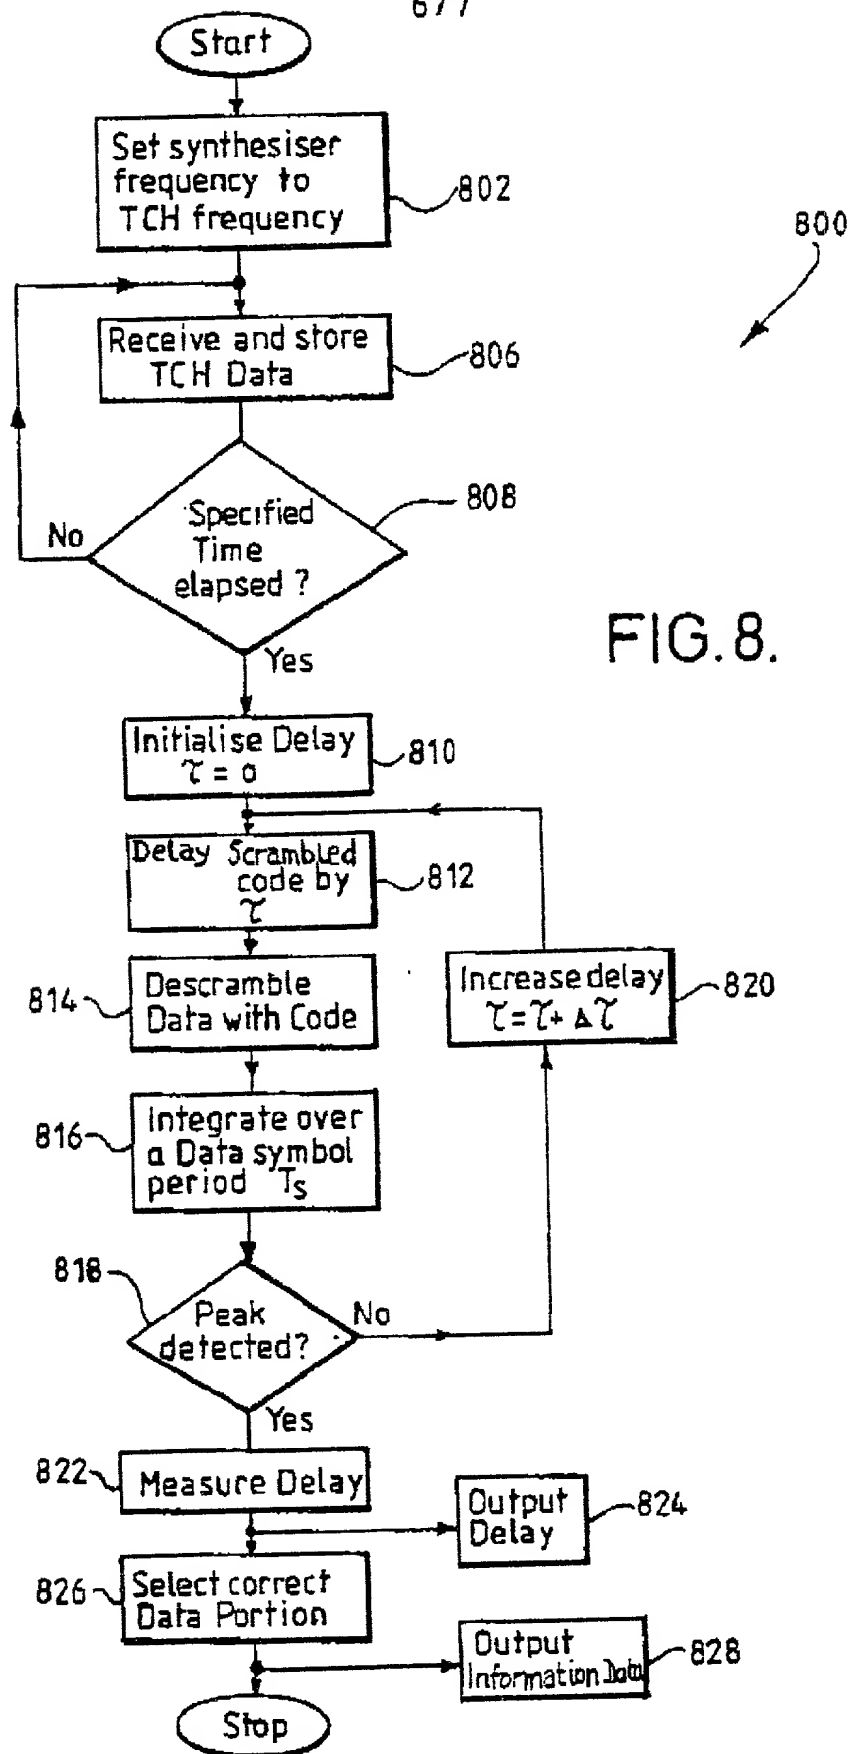 677
Start
Set synthesiser
frequency to
TCH frequency
802
800
Receive and store
TCH Data
806
Specified
Time
elapsed ?
808
No
Yes
FIG. 8.
Initialise Delay
τ = 0
810
Delay Scrambled
code by
τ
812
Descramble
Data with Code
814
Increase delay
τ = τ + Δτ
820
Integrate over
a Data symbol
period Ts
816
818
Peak
detected?
No
Yes
822
Measure Delay
Output
Delay
824
826
Select correct
Data Portion
Output
Information Data
828
Stop